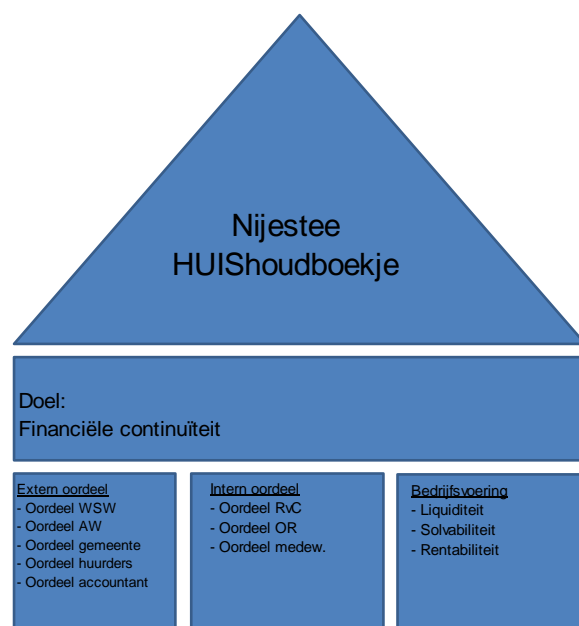 Nijestee
HUIShoudboekje
Doel:
Financiële continuïteit
Extern oordeel
- Oordeel WSW
- Oordeel AW
- Oordeel gemeente
- Oordeel huurders
- Oordeel accountant
Intern oordeel
- Oordeel RvC
- Oordeel OR
- Oordeel medew.
Bedrijfsvoering
- Liquiditeit
- Solvabiliteit
- Rentabiliteit